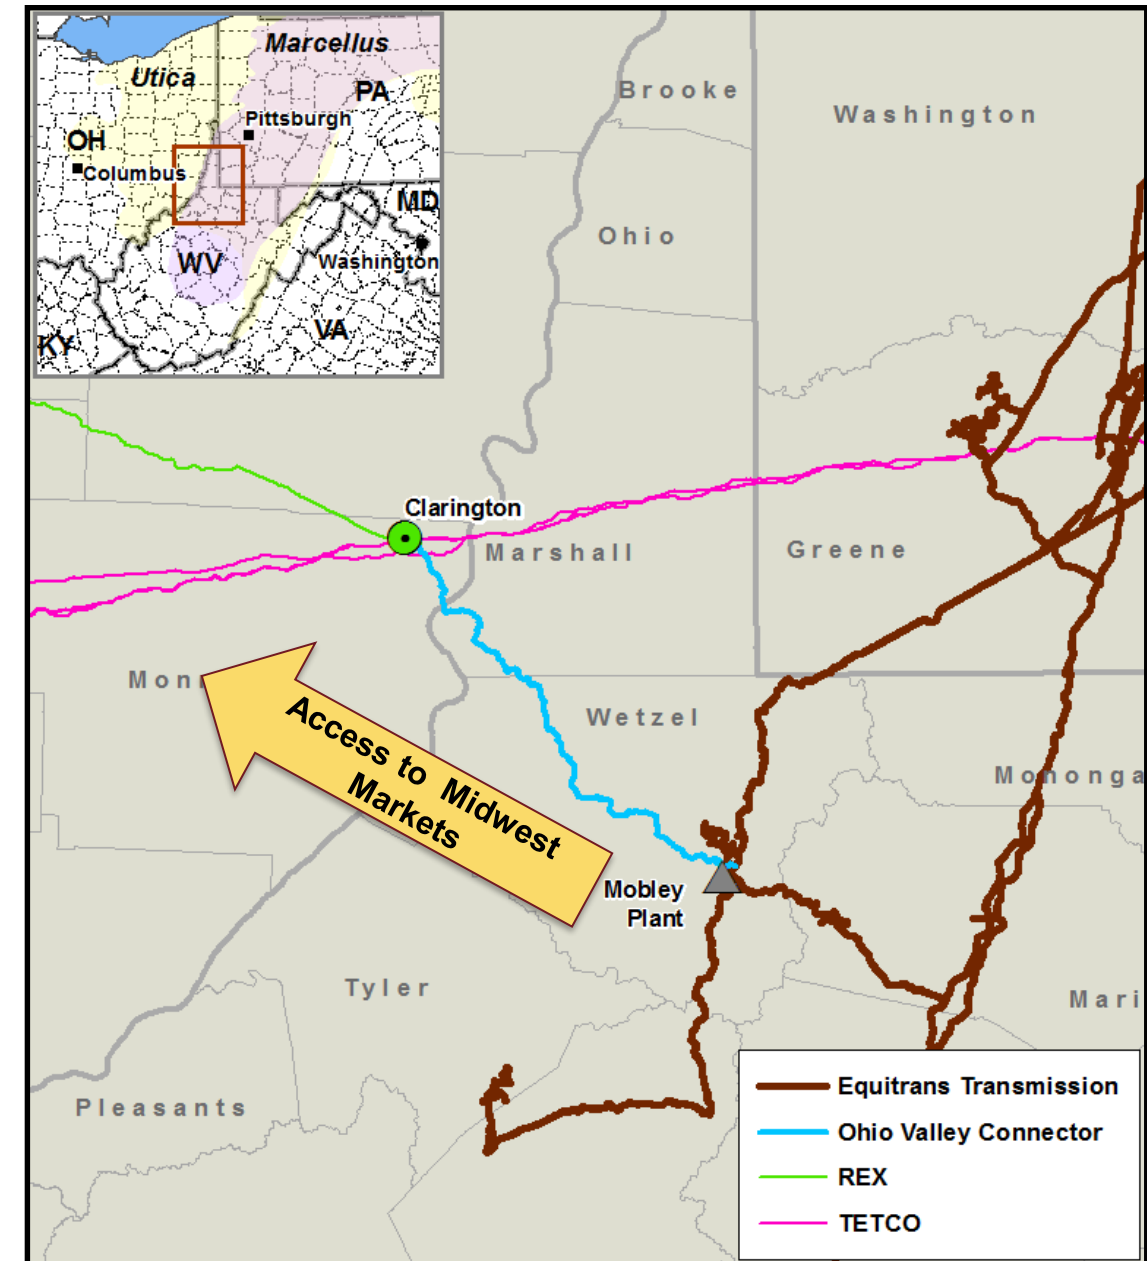 Marcellus
Utica
PA
Pittsburgh
OH
Columbus
MD
WV
Washington
VA
KY
Brooke
Washington
Ohio
Clarington
Marshall
Greene
Mon
Access to Midwest
Markets
Wetzel
Mononga
Mobley
Plant
Tyler
Mari
Pleasants
Equitrans Transmission
Ohio Valley Connector
REX
TETCO